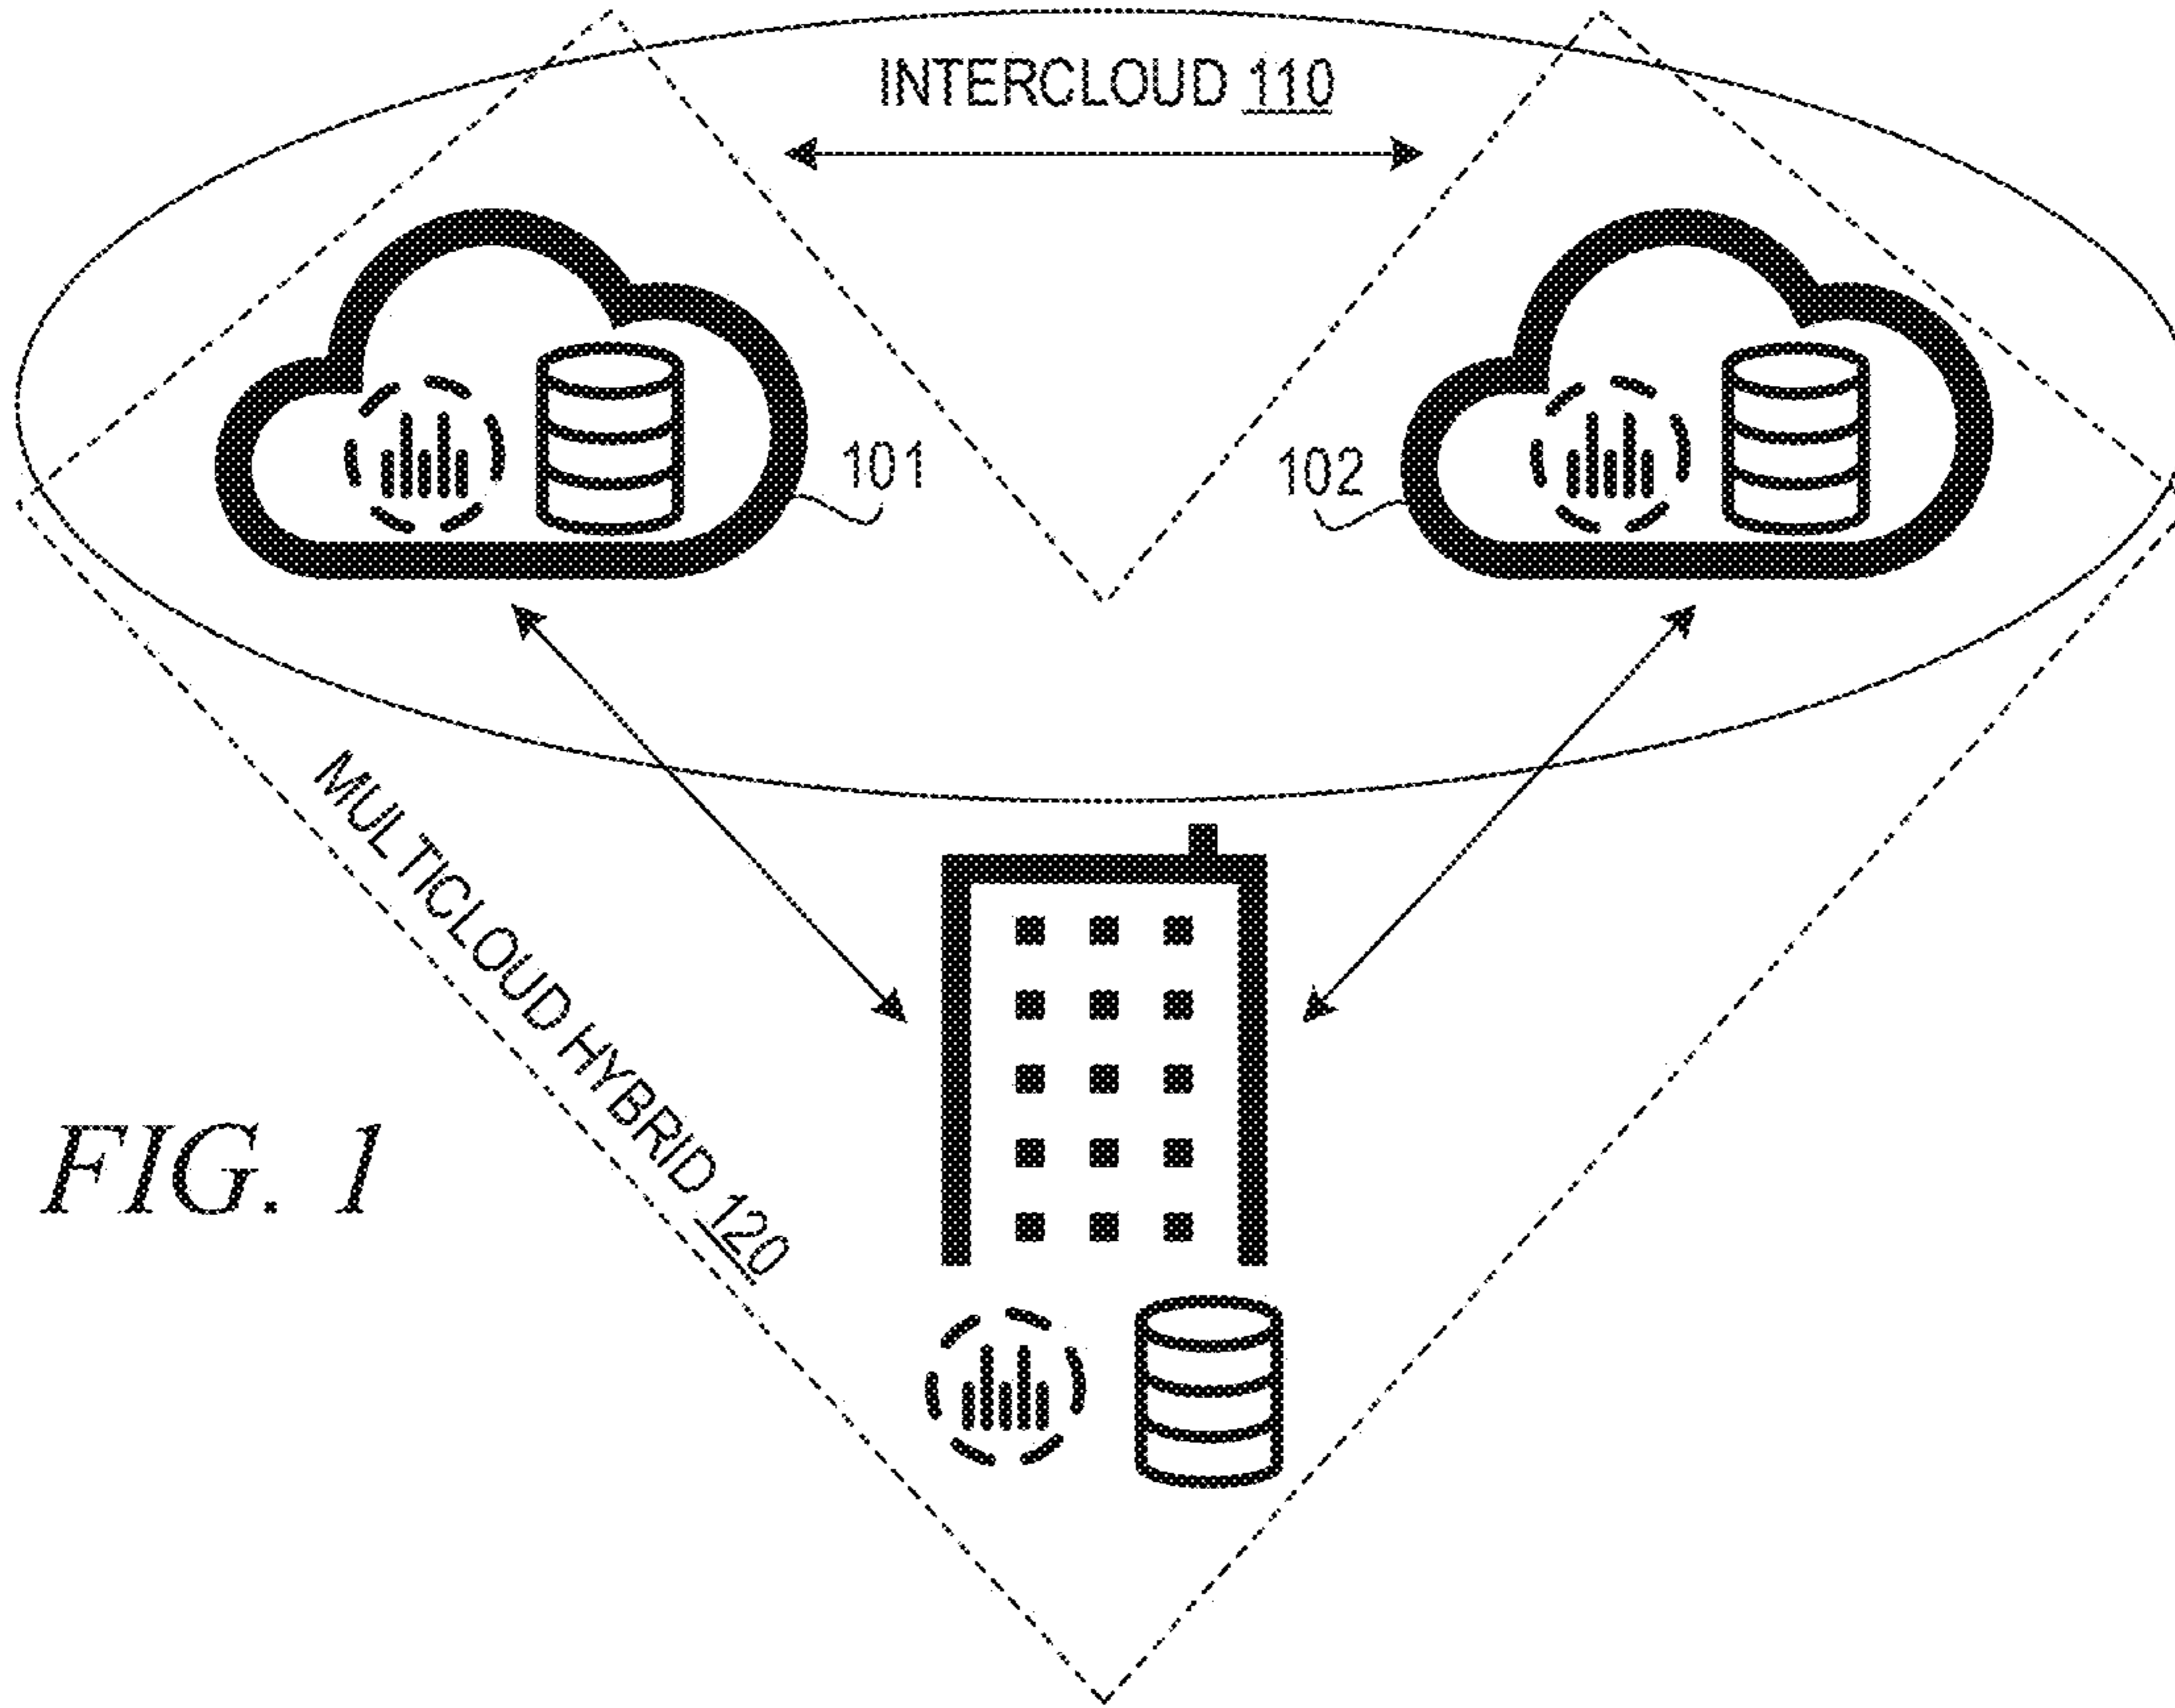 INTERCLOUD 110
101
102
MULTICLOUD HYBRID 120
FIG. 1